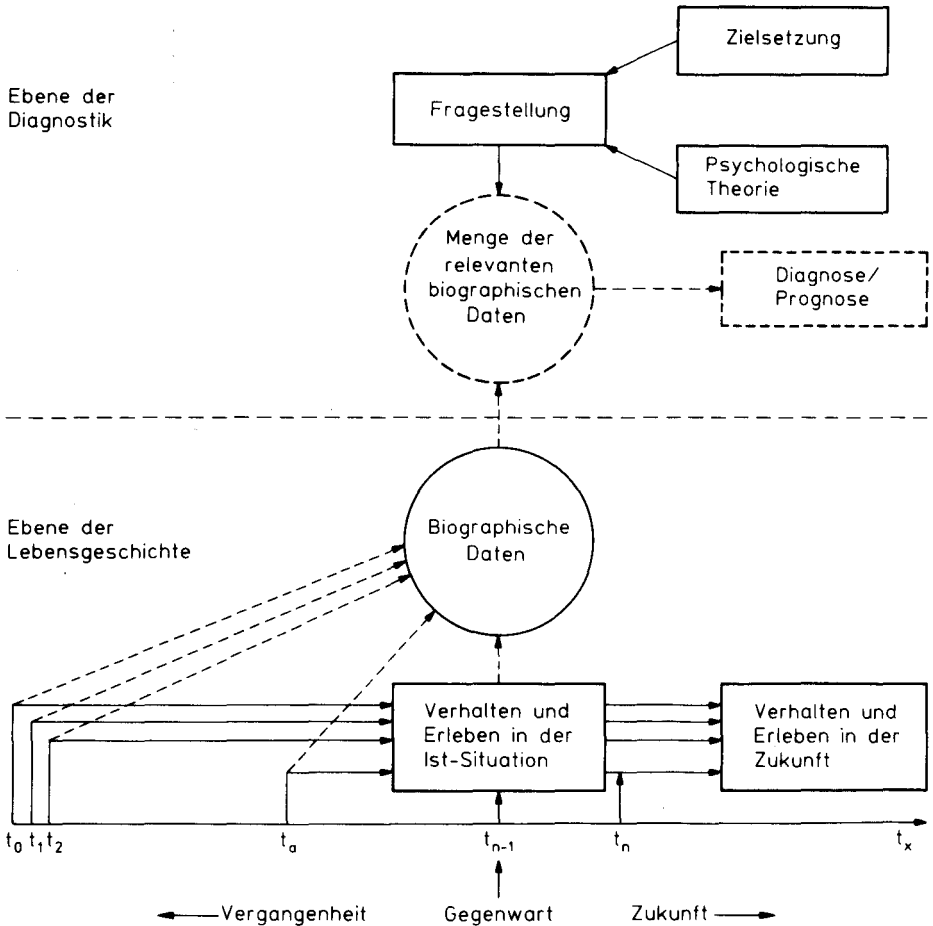 Zielsetzung
Ebene der
Diagnostik
Fragestellung
Psychologische
Theorie
Menge der
relevanten
biographischen
Daten
Diagnose/
Prognose
Ebene der
Lebensgeschichte
Biographische
Daten
Verhalten und
Erleben in der
Ist-Situation
Verhalten und
Erleben in der
Zukunft
t₀ t₁ t₂ tₐ tₙ₋₁ tₙ tₓ
Vergangenheit Gegenwart Zukunft